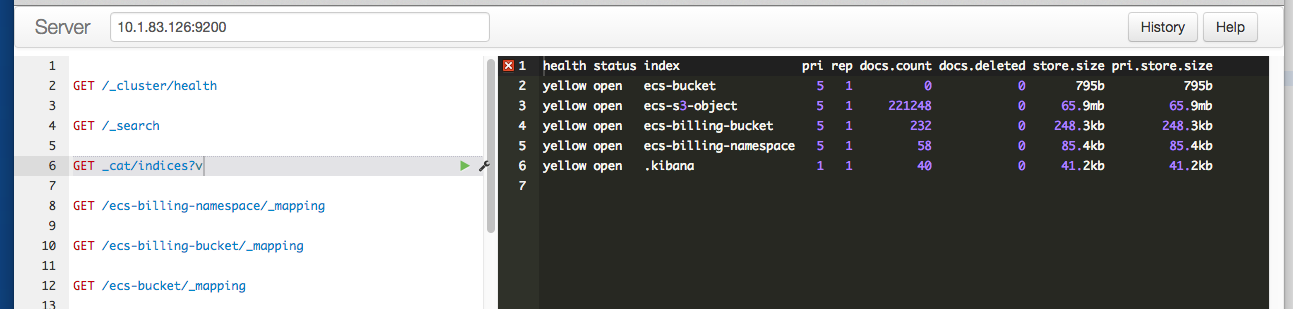 Server 10.1.83.126:9200 History Help
1
2 GET /_cluster/health
3
4 GET /_search
5
6 GET _cat/indices?v
7
8 GET /ecs-billing-namespace/_mapping
9
10 GET /ecs-billing-bucket/_mapping
11
12 GET /ecs-bucket/_mapping
13
1 health status index pri rep docs.count docs.deleted store.size pri.store.size
2 yellow open ecs-bucket 5 1 0 0 795b 795b
3 yellow open ecs-s3-object 5 1 221248 0 65.9mb 65.9mb
4 yellow open ecs-billing-bucket 5 1 232 0 248.3kb 248.3kb
5 yellow open ecs-billing-namespace 5 1 58 0 85.4kb 85.4kb
6 yellow open .kibana 1 1 40 0 41.2kb 41.2kb
7